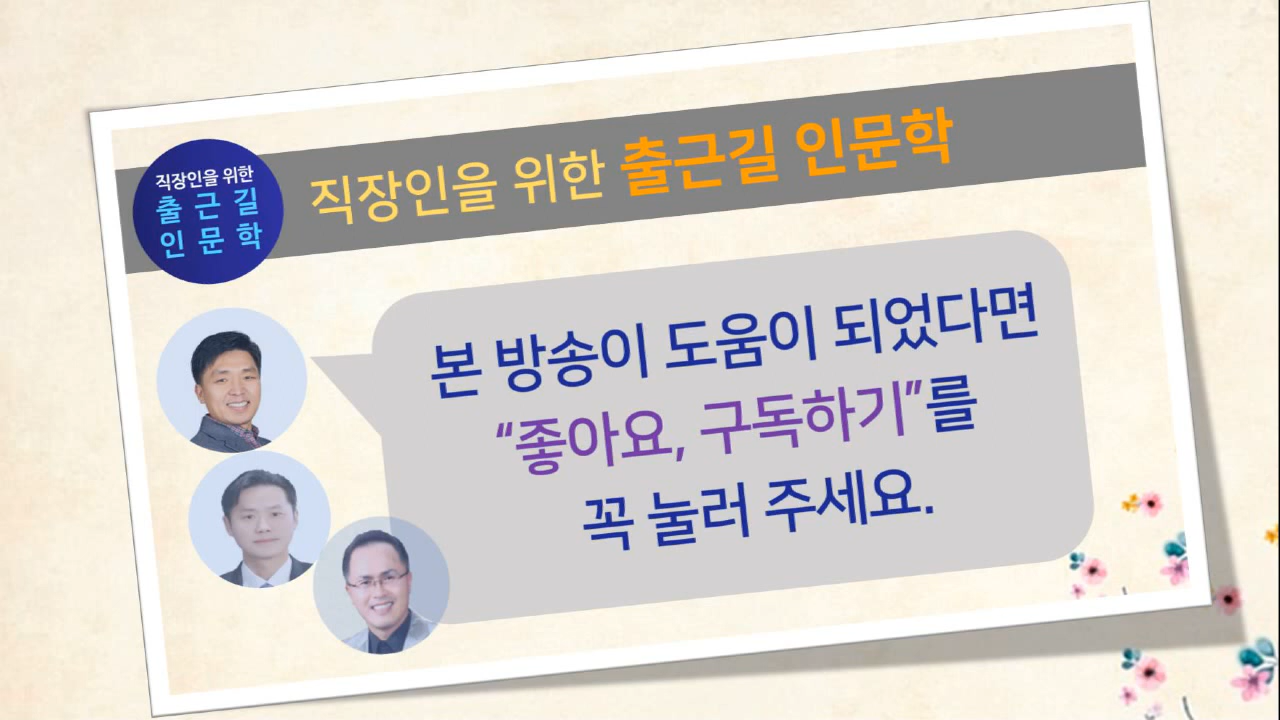 직장인을 위한
출근길
인문학
직장인을 위한 출근길 인문학
본 방송이 도움이 되었다면
“좋아요, 구독하기”를
꼭 눌러 주세요.